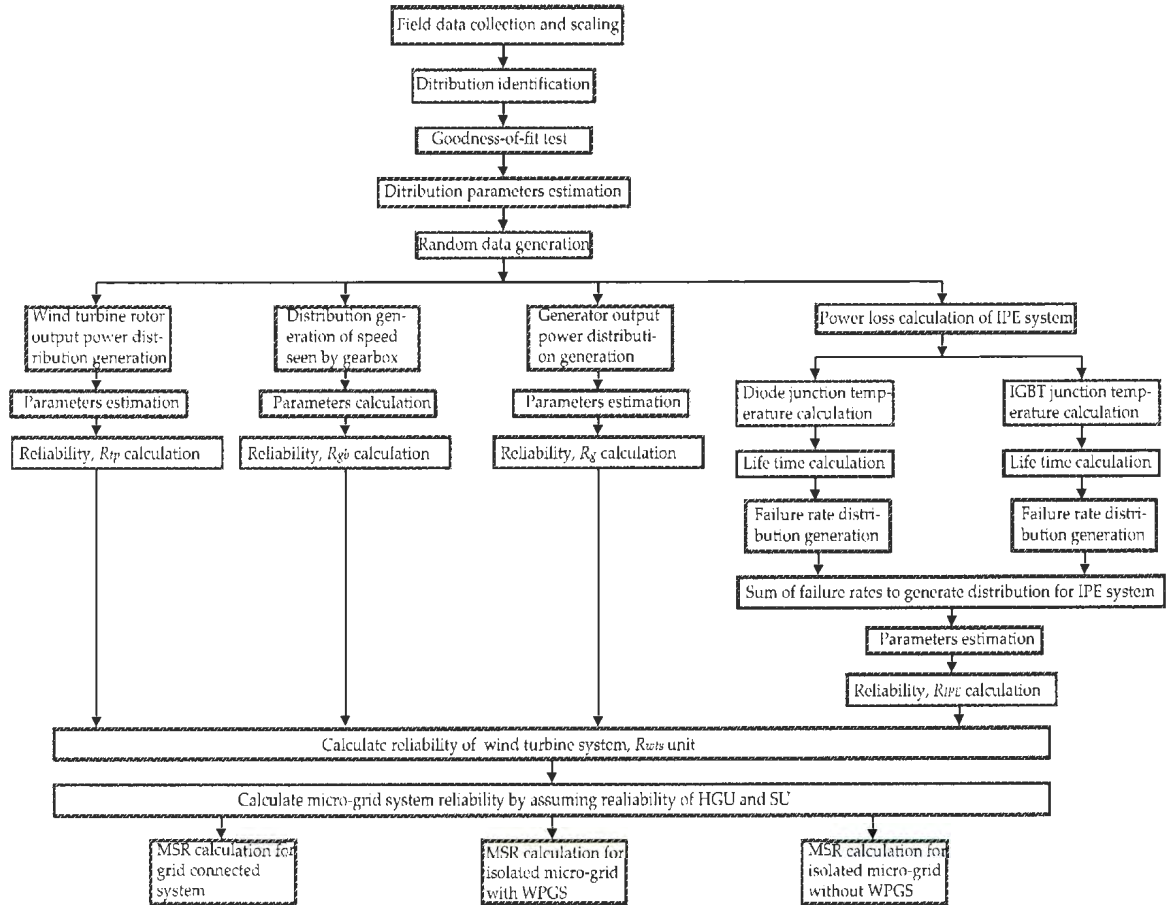 Field data collection and scaling
Ditribution identification
Goodness-of-fit test
Ditribution parameters estimation
Random data generation
Wind turbine rotor
output power dist-
ribution generation
Parameters estimation
Reliability, Rtp calculation
Distribution gen-
eration of speed
seen by gearbox
Parameters calculation
Reliability, Rgb calculation
Generator output
power distributi-
on generation
Parameters estimation
Reliability, Rg calculation
Power loss calculation of IPE system
Diode junction temp-
erature calculation
Life time calculation
Failure rate distri-
bution generation
IGBT junction temp-
erature calculation
Life time calculation
Failure rate distri-
bution generation
Sum of failure rates to generate distribution for IPE system
Parameters estimation
Reliability, RIPE calculation
Calculate reliability of wind turbine system, Rwts unit
Calculate micro-grid system reliability by assuming realiability of HGU and SU
MSR calculation for
grid connected
system
MSR calculation for
isolated micro-grid
with WPGS
MSR calculation for
isolated micro-grid
without WPGS